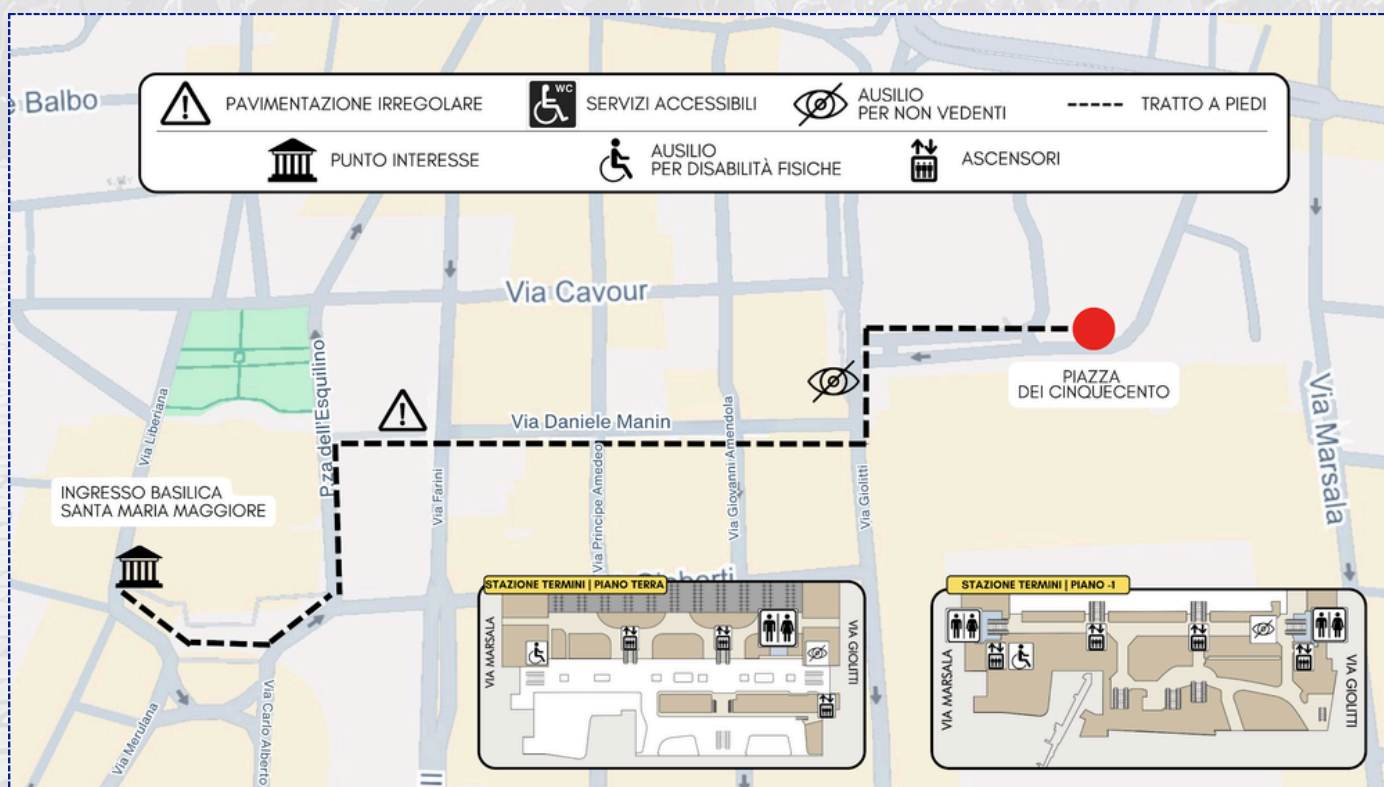 e Balbo
PAVIMENTAZIONE IRREGOLARE
WC
SERVIZI ACCESSIBILI
AUSILIO
PER NON VEDENTI
TRATTO A PIEDI
PUNTO INTERESSE
AUSILIO
PER DISABILITÀ FISICHE
ASCENSORI
Via Cavour
P.za dell'Esquilino
Via Liberiana
PIAZZA
DEI CINQUECENTO
Via Marsala
Via Daniele Manin
Via Farini
Via Principe Amedeo
Via Giovanni Amendola
Via Giolitti
INGRESSO BASILICA
SANTA MARIA MAGGIORE
Via Merulana
Via Carlo Alberto
STAZIONE TERMINI | PIANO TERRA
VIA MARSALA
VIA GIOLITTI
STAZIONE TERMINI | PIANO -1
VIA MARSALA
VIA GIOLITTI